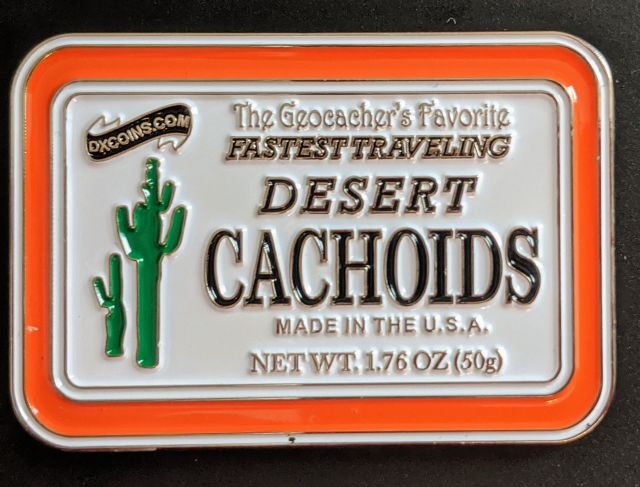 DXCOINS.COM
The Geocacher's Favorite
FASTEST TRAVELING
DESERT
CACHOIDS
MADE IN THE U.S.A.
NET WT. 1.76 OZ (50g)